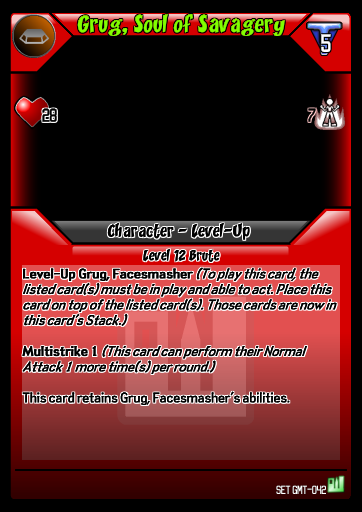 Grug, Soul of Savagery
5
28
7
Character - Level-Up
Level 12 Brute
Level-Up Grug, Facesmasher (To play this card, the
listed card(s) must be in play and able to act. Place this
card on top of the listed card(s). Those cards are now in
this card's Stack.)
Multistrike 1 (This card can perform their Normal
Attack 1 more time(s) per round.)
This card retains Grug, Facesmasher's abilities.
SET GMT-042